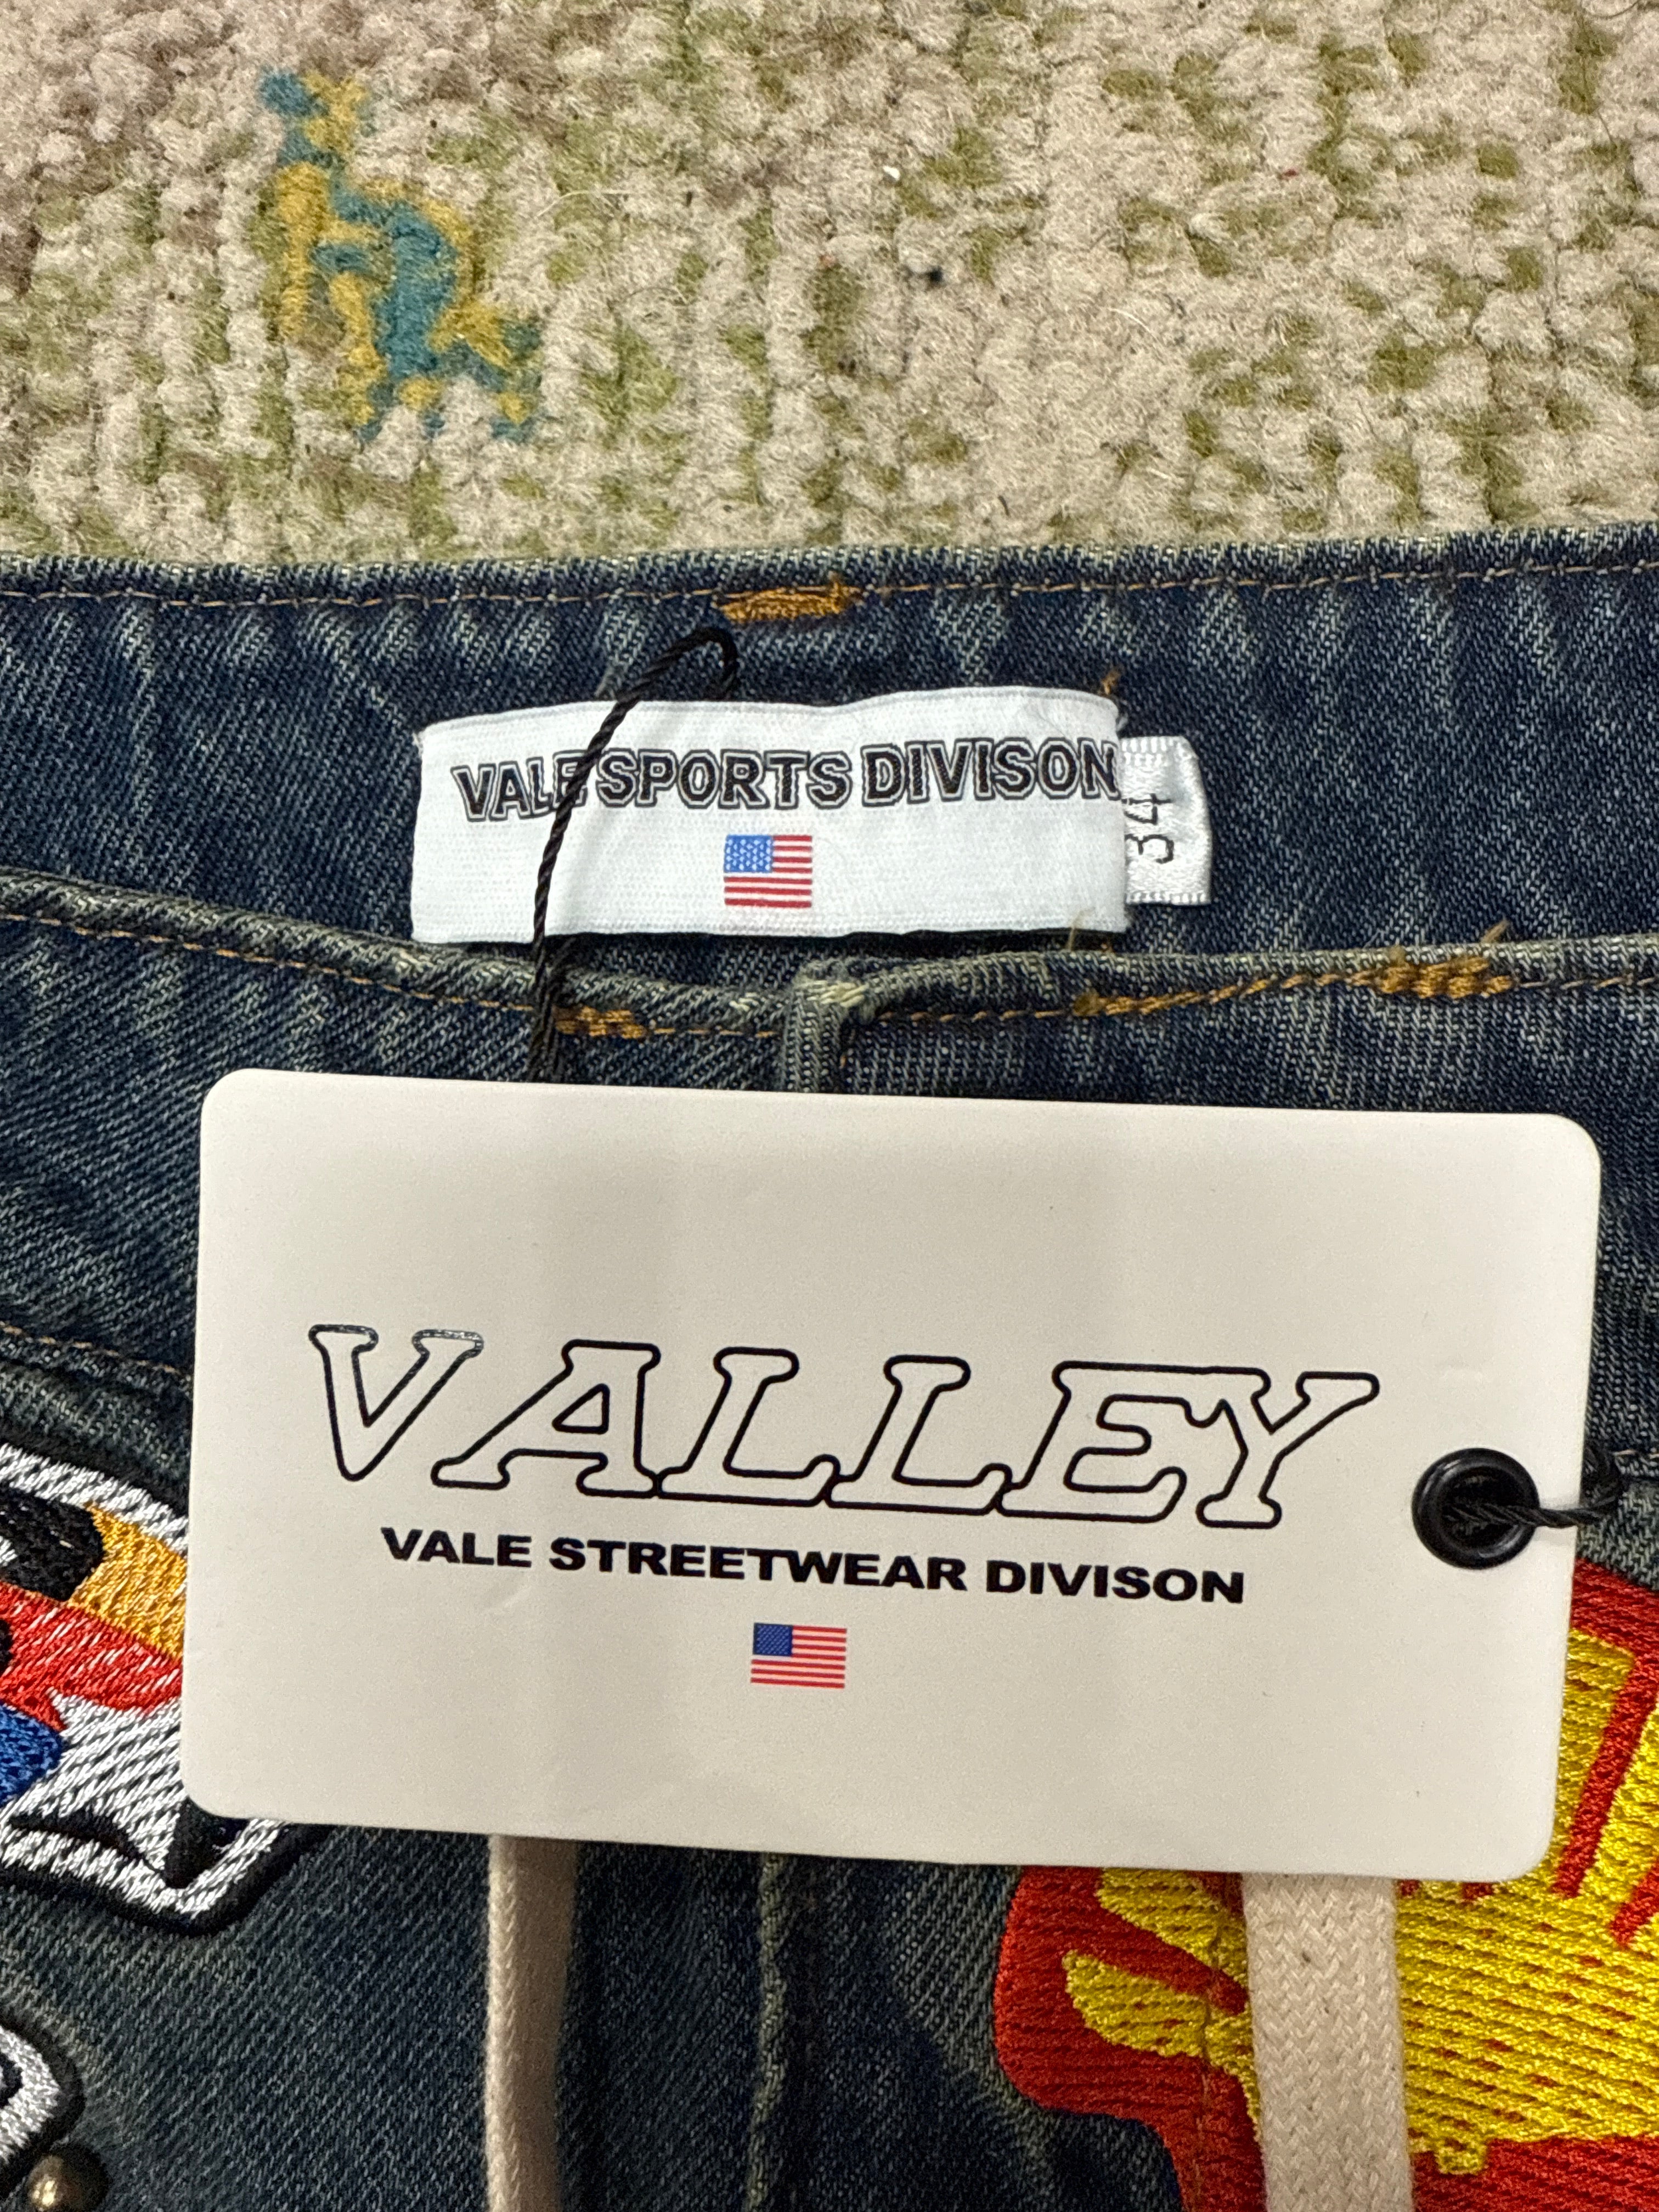 VALE SPORTS DIVISON
34
VALLEY
VALE STREETWEAR DIVISON